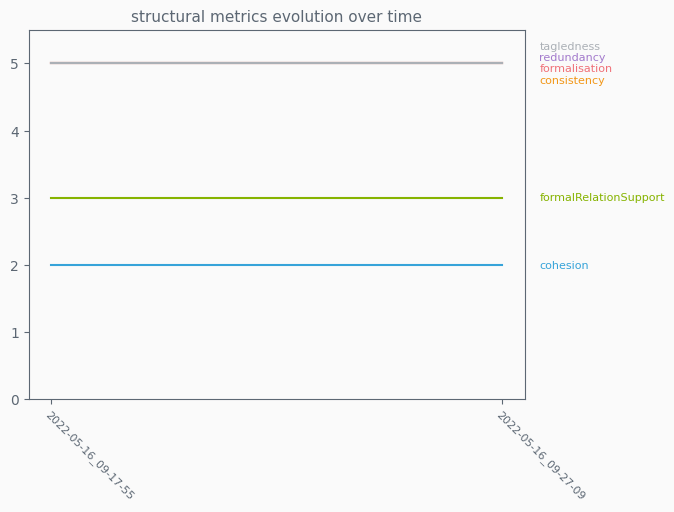 structural metrics evolution over time
tagledness
redundancy
formalisation
consistency
formalRelationSupport
cohesion
5
4
3
2
1
0
2022-05-16_09-17-55
2022-05-16_09-27-09